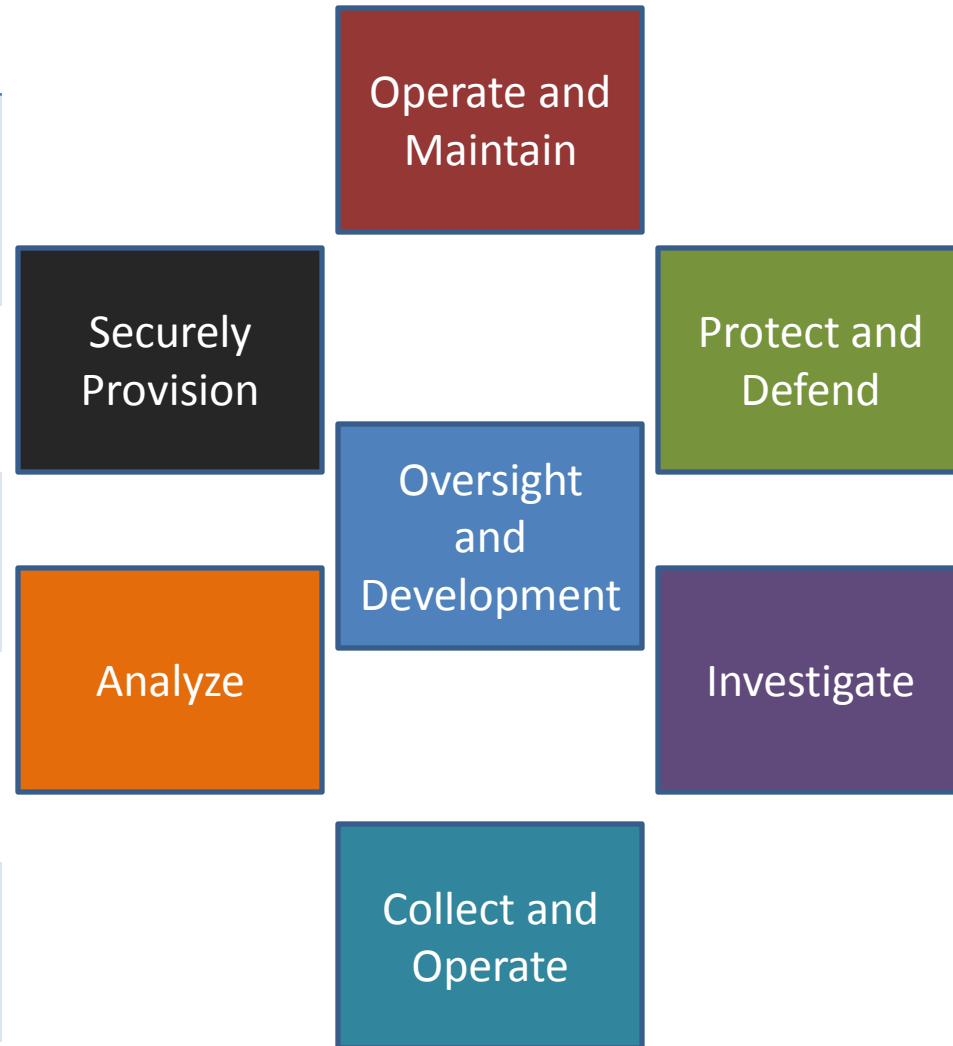 Operate and
Maintain
Securely
Provision
Protect and
Defend
Oversight
and
Development
Analyze
Investigate
Collect and
Operate